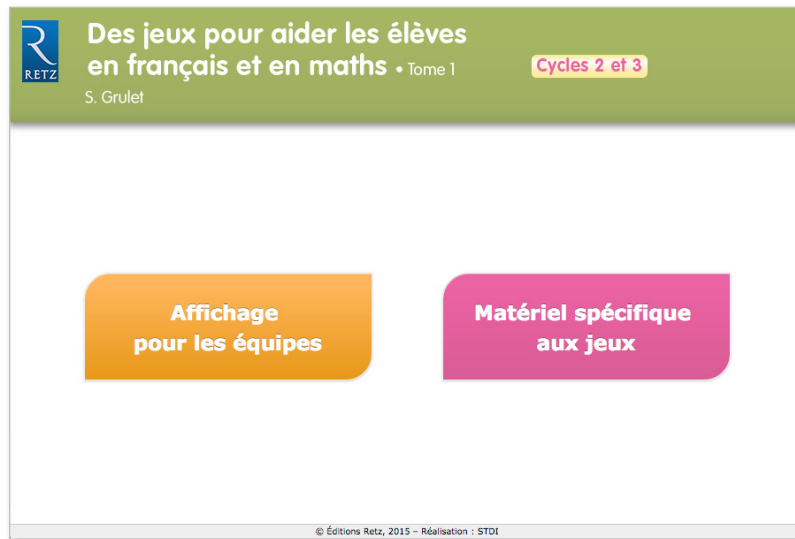 RETZ
Des jeux pour aider les élèves
en français et en maths • Tome 1
Cycles 2 et 3
S. Grulet
Affichage
pour les équipes
Matériel spécifique
aux jeux
© Éditions Retz, 2015 – Réalisation : STDI